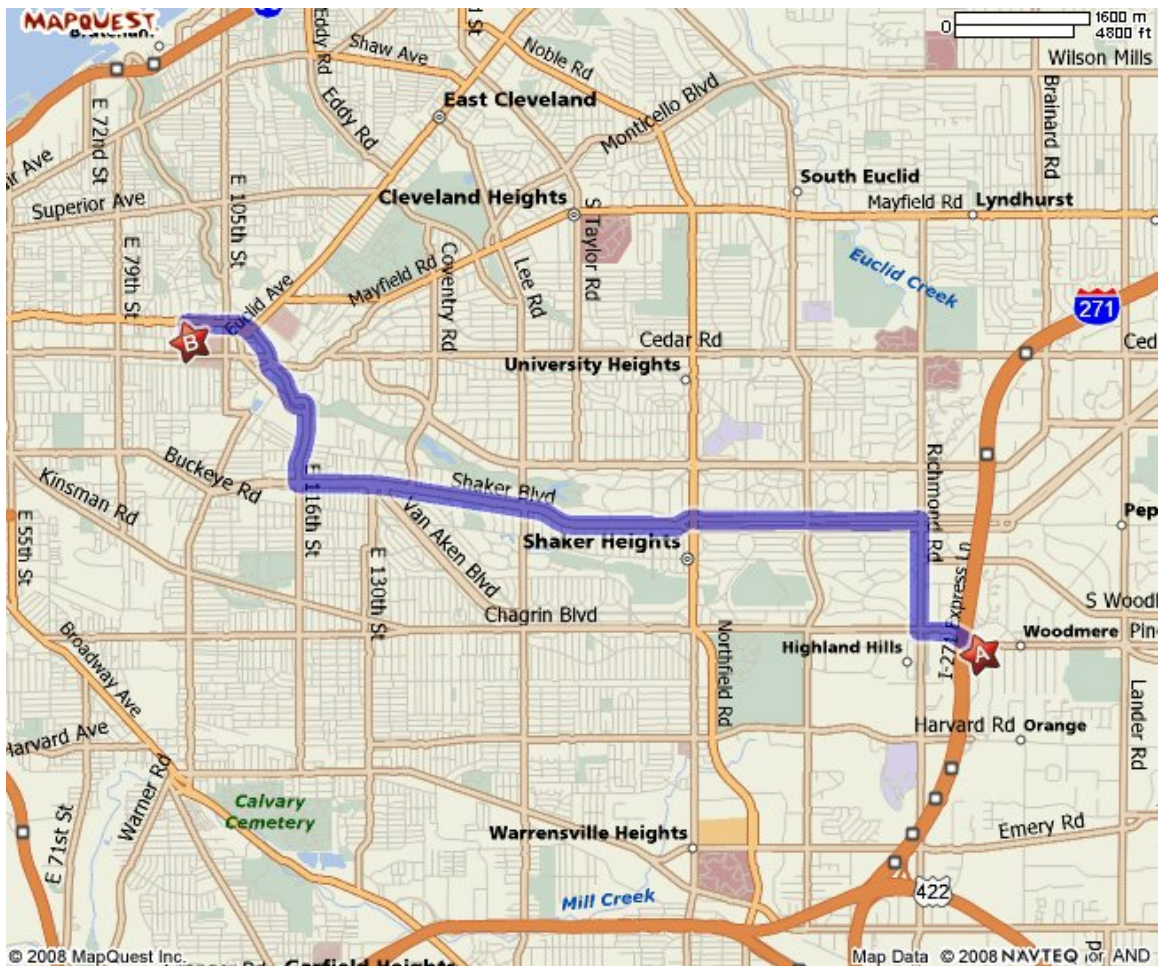 MAPQUEST
1600 m
0
4800 ft
Noble Rd
Shaw Ave
Wilson Mills
Eddy Rd
Eddy Rd
East Cleveland
Monticello Blvd
Brainard Rd
E 72nd St
Superior Ave
E 105th St
South Euclid
Cleveland Heights
Mayfield Rd
Lyndhurst
S Taylor Rd
E 79th St
Coventry Rd
Lee Rd
Mayfield Rd
Euclid Creek
Euclid Ave
271
B
Cedar Rd
University Heights
Buckeye Rd
Shaker Blvd
Richmond Rd
Kinsman Rd
E 116th St
Van Aken Blvd
Shaker Heights
E 55th St
E 130th St
Chagrin Blvd
I-271 Express Ln
A
Woodmere
Highland Hills
Northfield Rd
Broadway Ave
Lander Rd
Harvard Rd
Orange
Harvard Ave
Warner Rd
Calvary
Cemetery
Warrensville Heights
Emery Rd
E 71st St
Mill Creek
422
© 2008 MapQuest Inc.
Garfield Heights
Map Data © 2008 NAVTEQ or AND